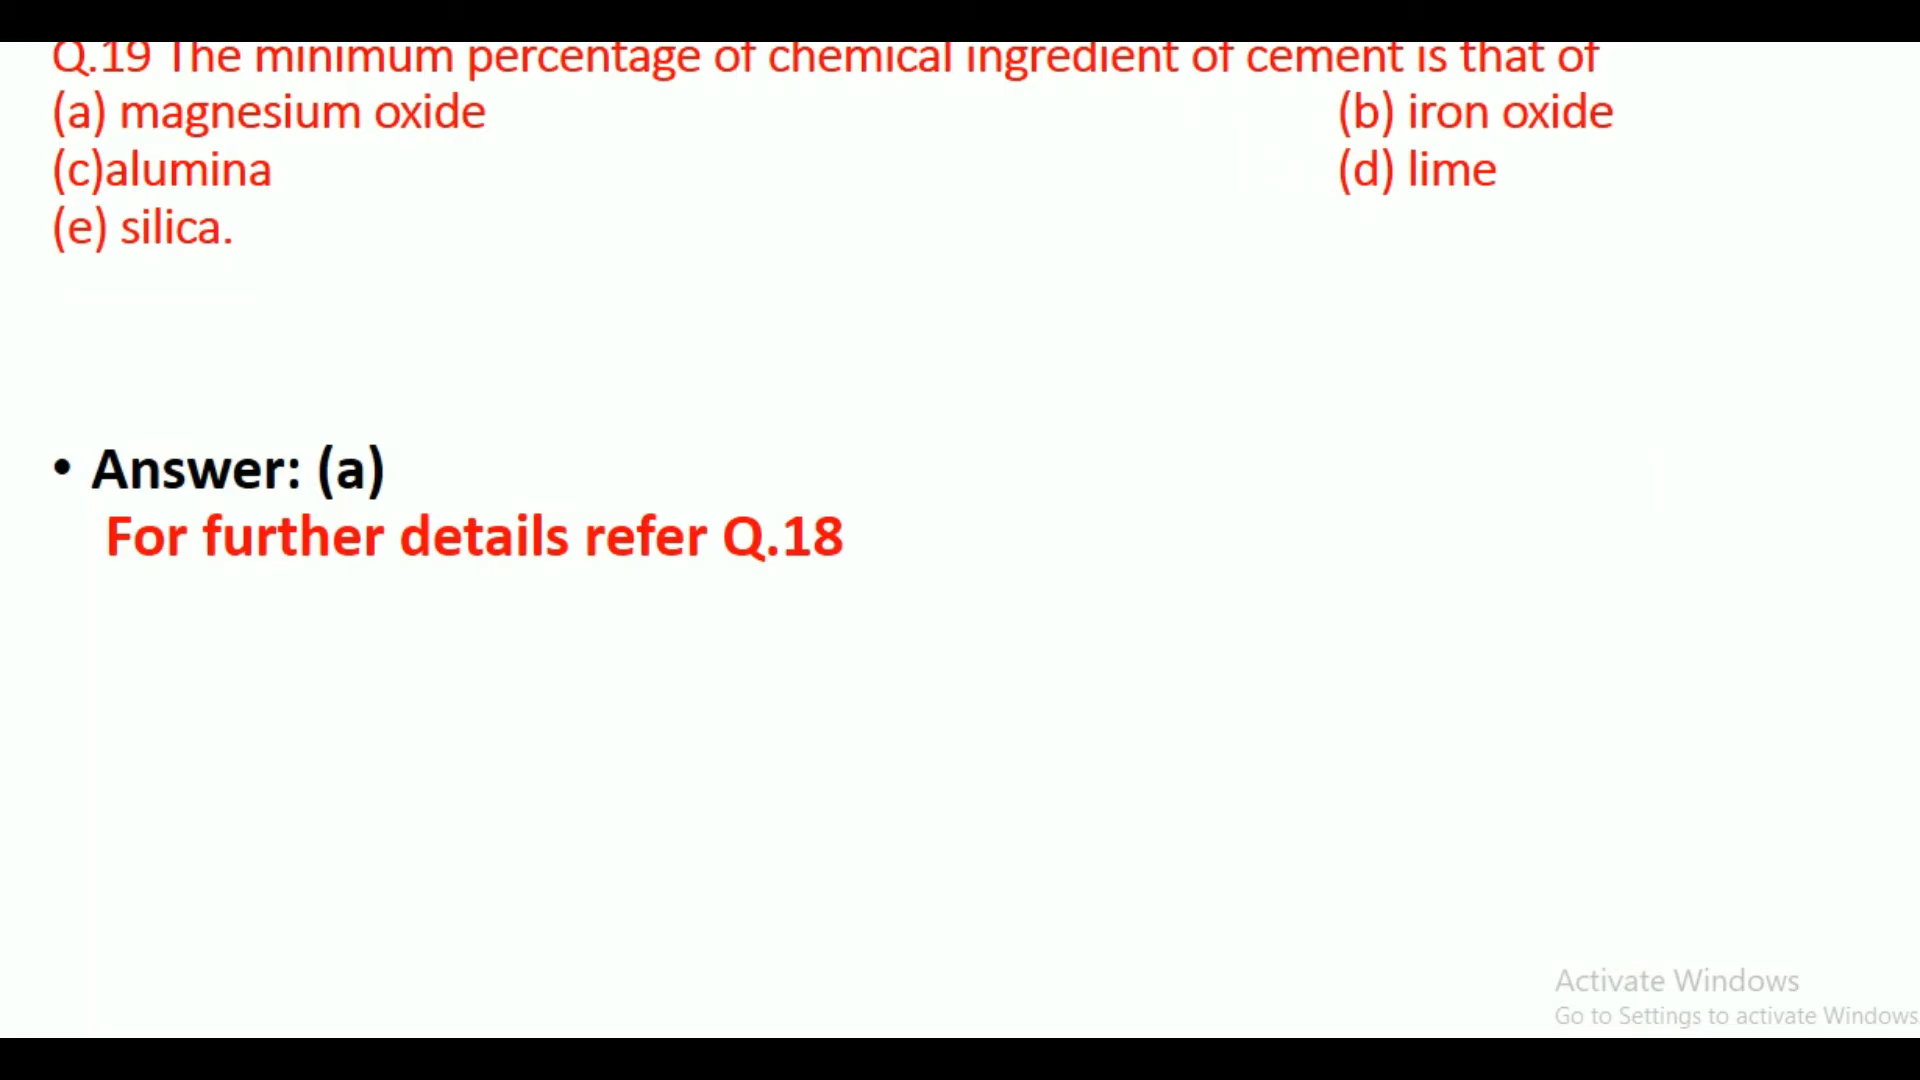 Q.19 The minimum percentage of chemical ingredient of cement is that of
(a) magnesium oxide (b) iron oxide
(c)alumina (d) lime
(e) silica.
• Answer: (a)
For further details refer Q.18
Activate Windows
Go to Settings to activate Windows